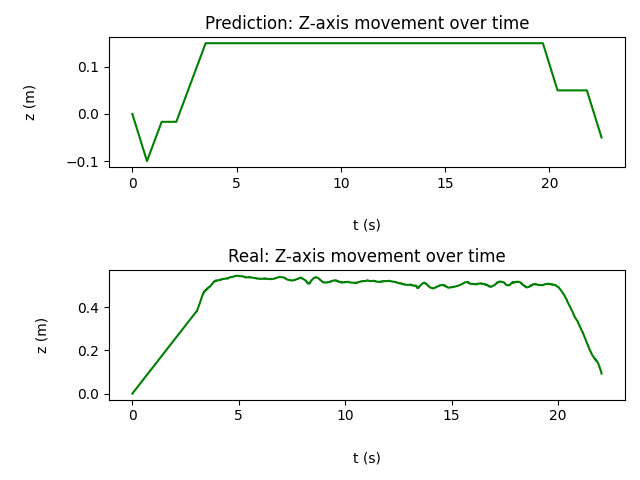 Prediction: Z-axis movement over time
z (m)
0.1
0.0
−0.1
0 5 10 15 20
t (s)
Real: Z-axis movement over time
z (m)
0.4
0.2
0.0
0 5 10 15 20
t (s)